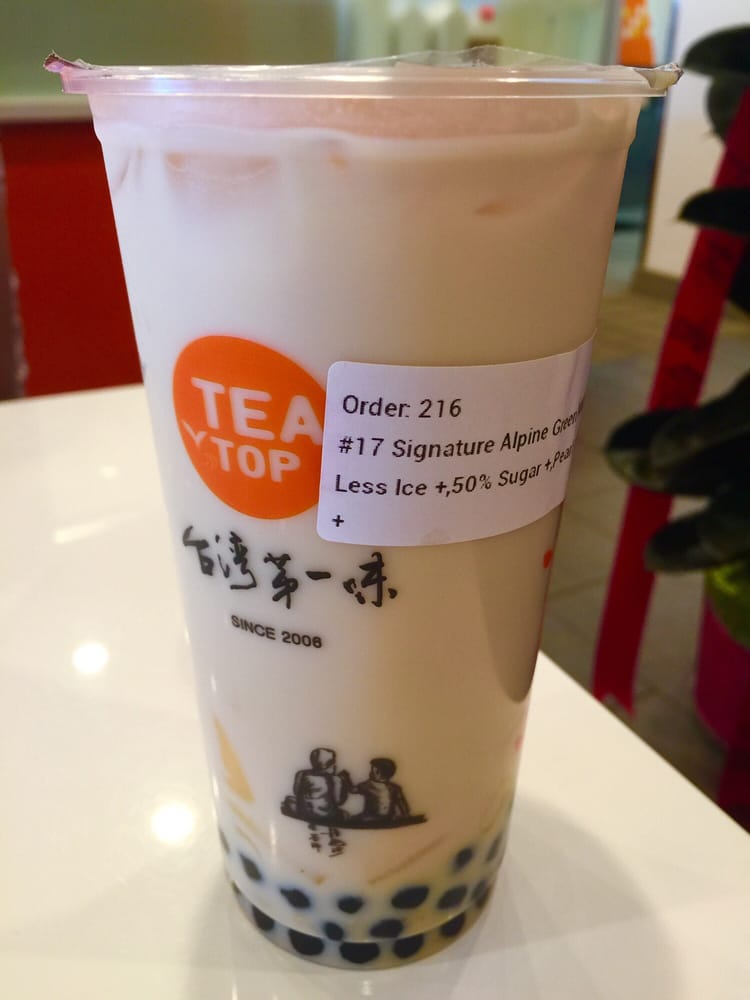 TEA
TOP
Order: 216
#17 Signature Alpine Green
Less Ice +,50% Sugar +,Pear
+
台灣第一味
SINCE 2006